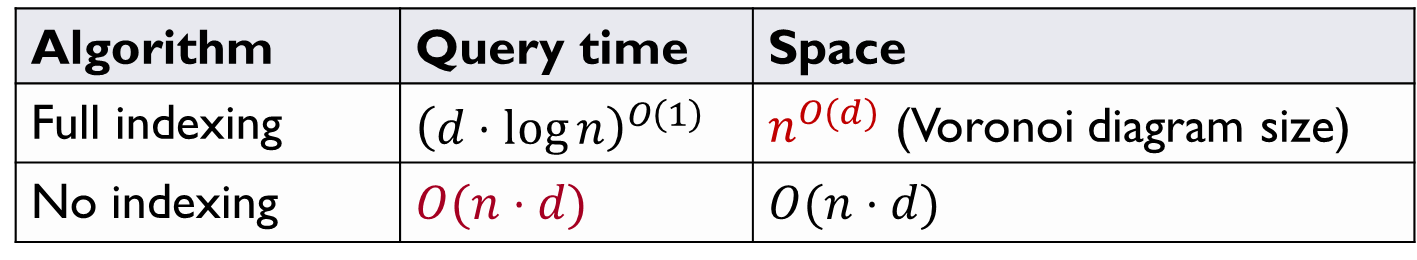 Algorithm Query time Space
Full indexing (d · log n)^{O(1)} n^{O(d)} (Voronoi diagram size)
No indexing O(n · d) O(n · d)